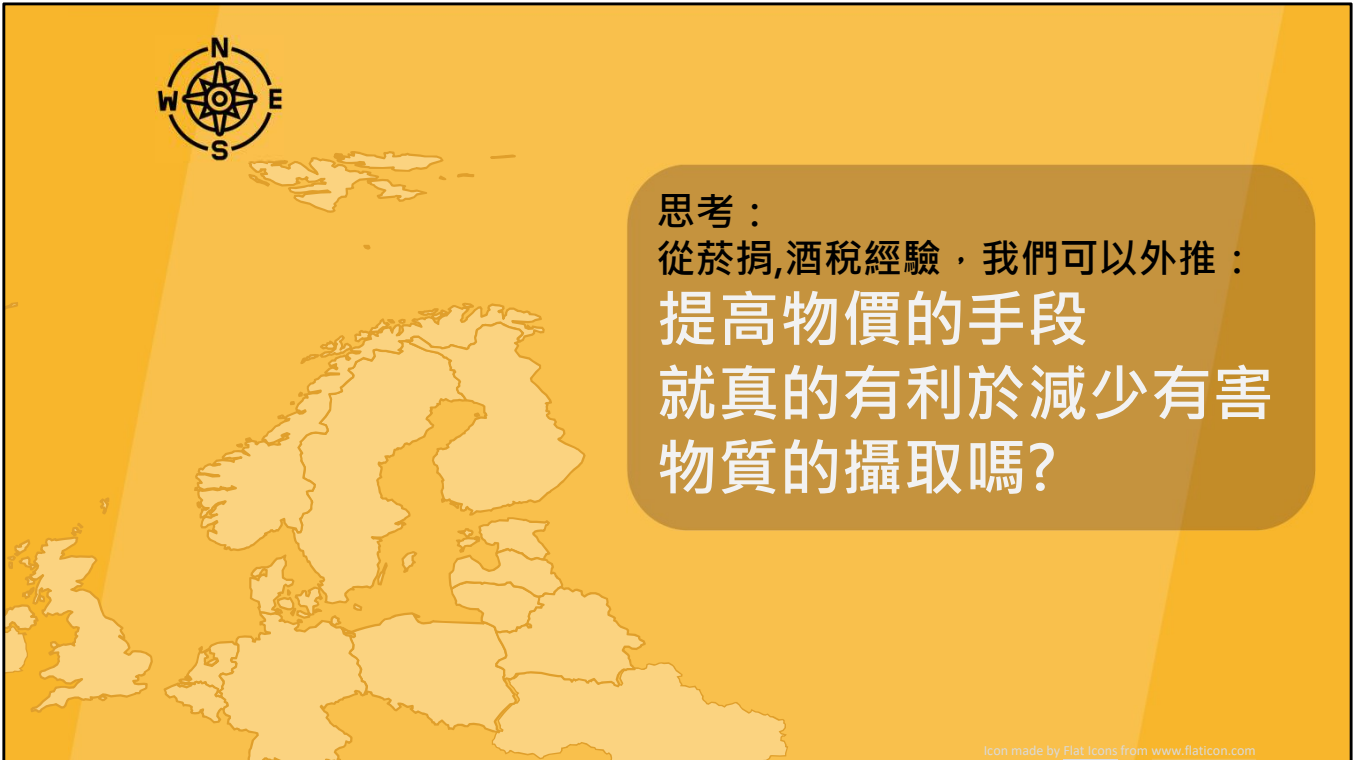 N
W
E
S
思考：
從菸捐,酒稅經驗，我們可以外推：
提高物價的手段
就真的有利於減少有害
物質的攝取嗎?
Icon made by Flat Icons from www.flaticon.com